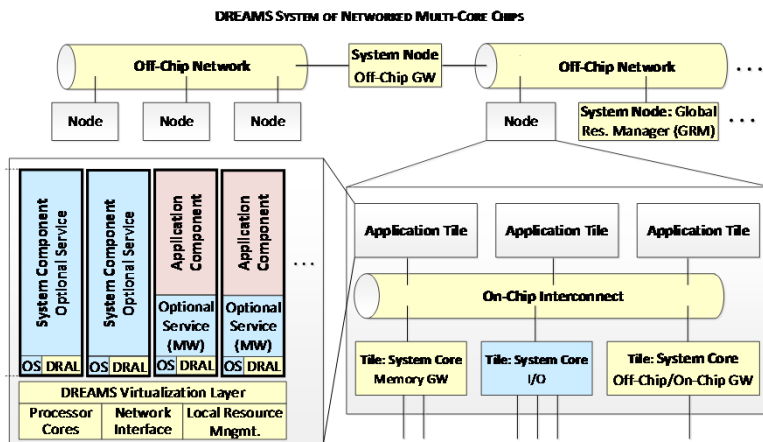 DREAMS SYSTEM OF NETWORKED MULTI-CORE CHIPS
Off-Chip Network
System Node
Off-Chip GW
Off-Chip Network
...
Node
Node
Node
Node
System Node: Global
Res. Manager (GRM)
...
System Component
Optional Service
System Component
Optional Service
Application
Component
Application
Component
...
Optional
Service
(MW)
Optional
Service
(MW)
OS DRAL
OS DRAL
OS DRAL
OS DRAL
DREAMS Virtualization Layer
Processor
Cores
Network
Interface
Local Resource
Mngmt.
Application Tile
Application Tile
Application Tile
On-Chip Interconnect
Tile: System Core
Memory GW
Tile: System Core
I/O
Tile: System Core
Off-Chip/On-Chip GW